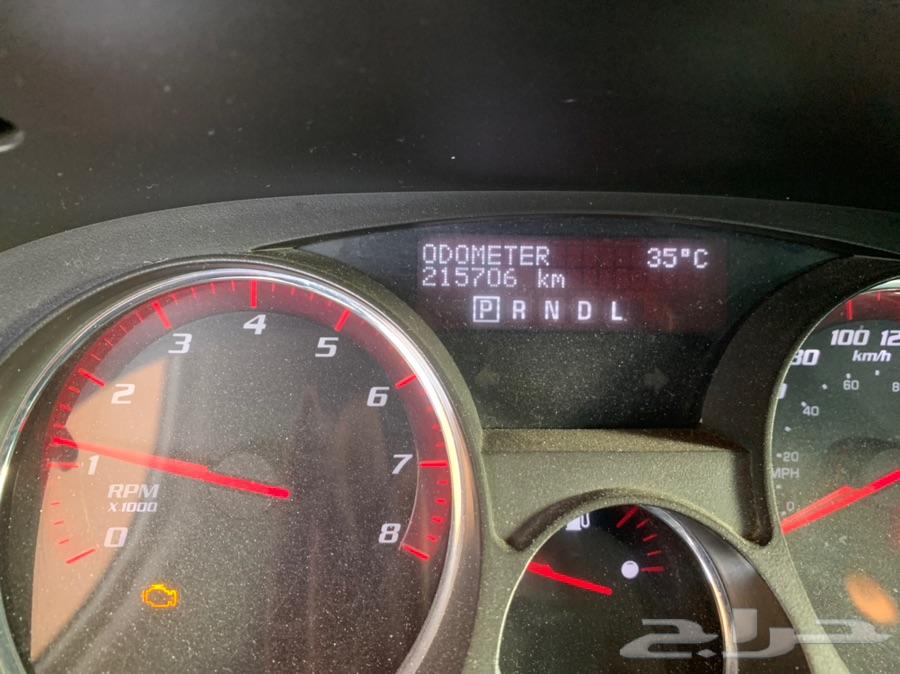 ODOMETER 35°C
215706 km
P R N D L
0 1 2 3 4 5 6 7 8
RPM
X1000
80 100
km/h
0 20 40 60
MPH
حراج